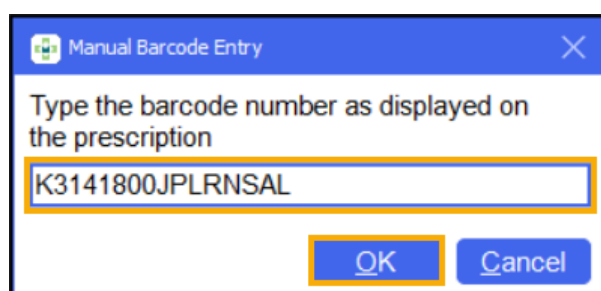 Manual Barcode Entry
Type the barcode number as displayed on
the prescription
K3141800JPLRNSAL
OK
Cancel